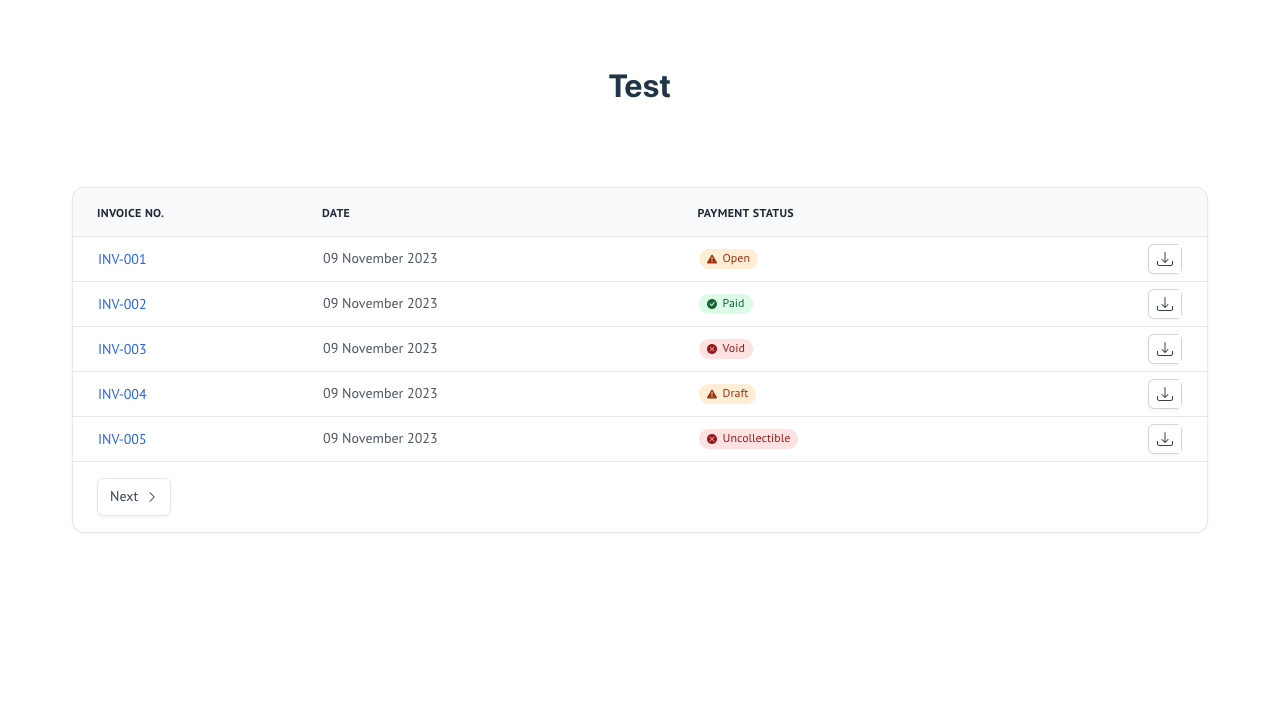 Test
INVOICE NO. DATE PAYMENT STATUS
INV-001 09 November 2023 Open
INV-002 09 November 2023 Paid
INV-003 09 November 2023 Void
INV-004 09 November 2023 Draft
INV-005 09 November 2023 Uncollectible
Next